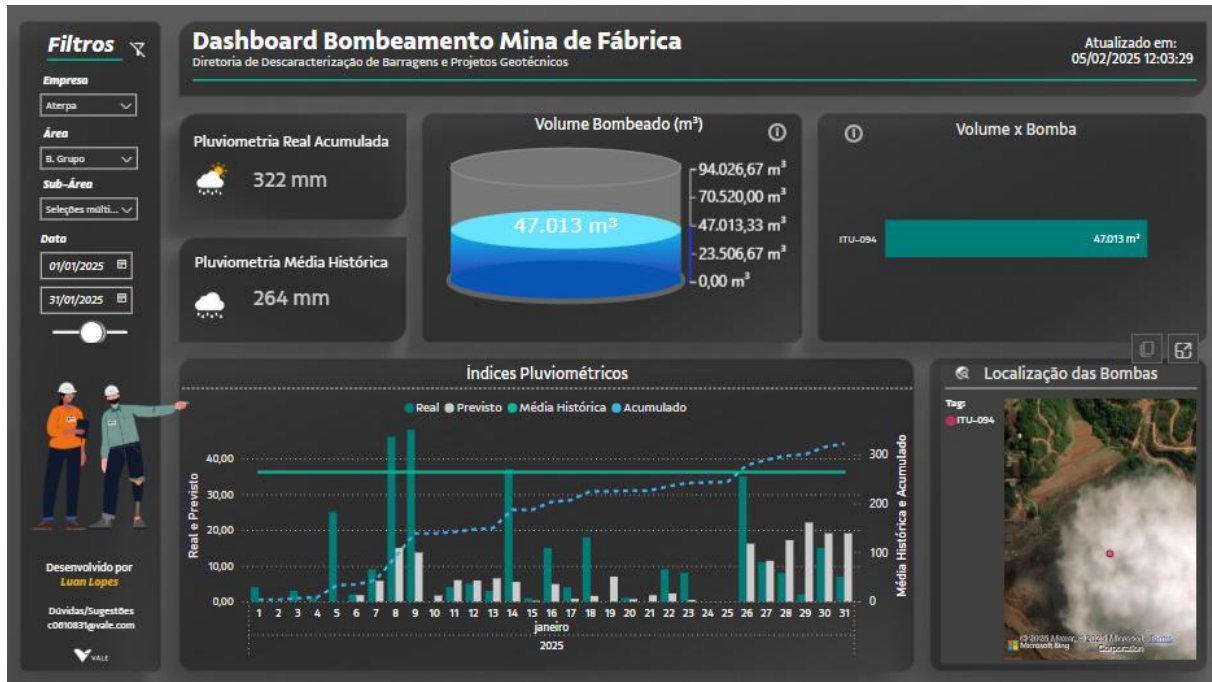 Filtros
Empresa
Aterpa
Área
B. Grupo
Sub-Área
Seleções múlti...
Data
01/01/2025
31/01/2025
Desenvolvido por
Luan Lopes
Dúvidas/Sugestões
c0610831@vale.com
VALE
Dashboard Bombeamento Mina de Fábrica
Diretoria de Descaracterização de Barragens e Projetos Geotécnicos
Atualizado em:
05/02/2025 12:03:29
Pluviometria Real Acumulada
322 mm
Pluviometria Média Histórica
264 mm
Volume Bombeado (m³)
47.013 m³
94.026,67 m³
70.520,00 m³
47.013,33 m³
23.506,67 m³
0,00 m³
Volume x Bomba
ITU-094
47.013 m³
Índices Pluviométricos
Real Previsto Média Histórica Acumulado
Real e Previsto
40,00
30,00
20,00
10,00
0,00
300
200
100
0
Média Histórica e Acumulado
1 2 3 4 5 6 7 8 9 10 11 12 13 14 15 16 17 18 19 20 21 22 23 24 25 26 27 28 29 30 31
janeiro
2025
Localização das Bombas
Tag:
ITU-094
Microsoft Bing
Corporation